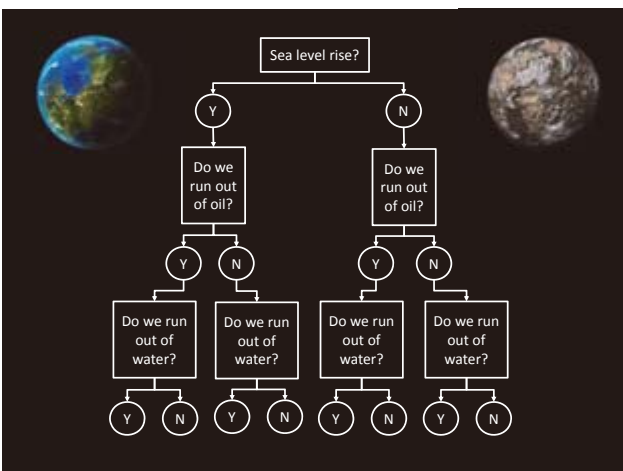 Sea level rise?
Y
N
Do we
run out
of oil?
Do we
run out
of oil?
Y
N
Y
N
Do we run
out of
water?
Do we run
out of
water?
Do we run
out of
water?
Do we run
out of
water?
Y
N
Y
N
Y
N
Y
N